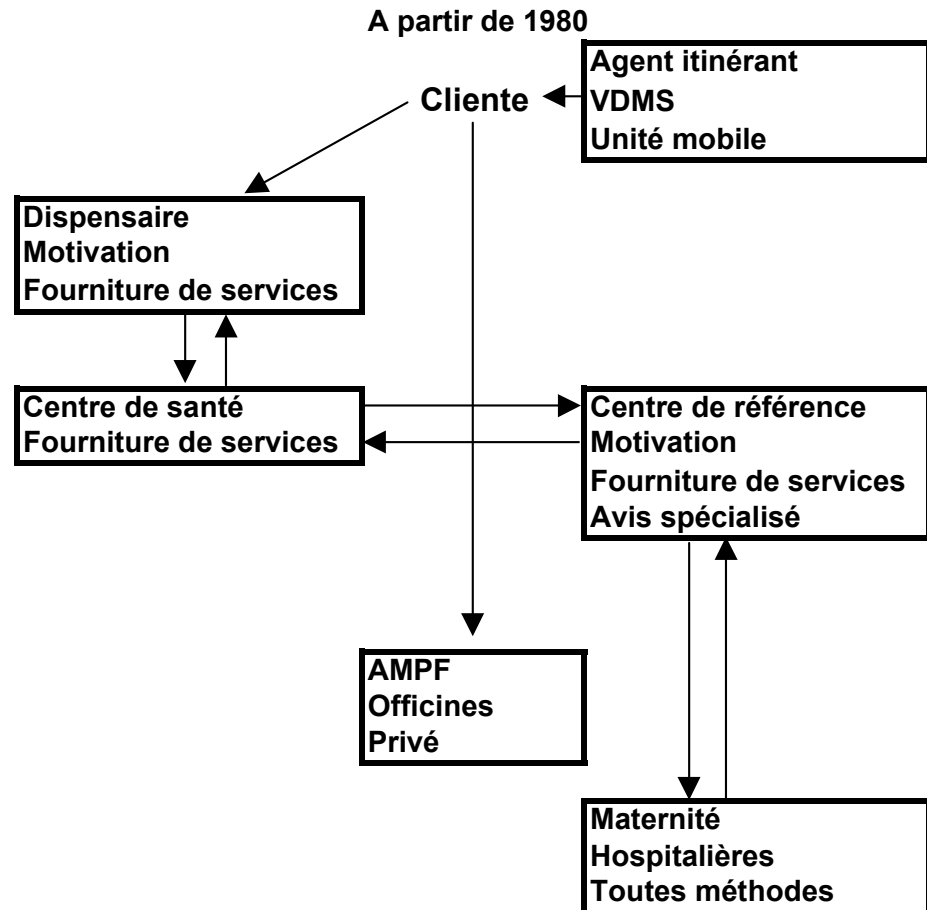 A partir de 1980
Agent itinérant
VDMS
Unité mobile
Cliente
Dispensaire
Motivation
Fourniture de services
Centre de santé
Fourniture de services
Centre de référence
Motivation
Fourniture de services
Avis spécialisé
AMPF
Officines
Privé
Maternité
Hospitalières
Toutes méthodes